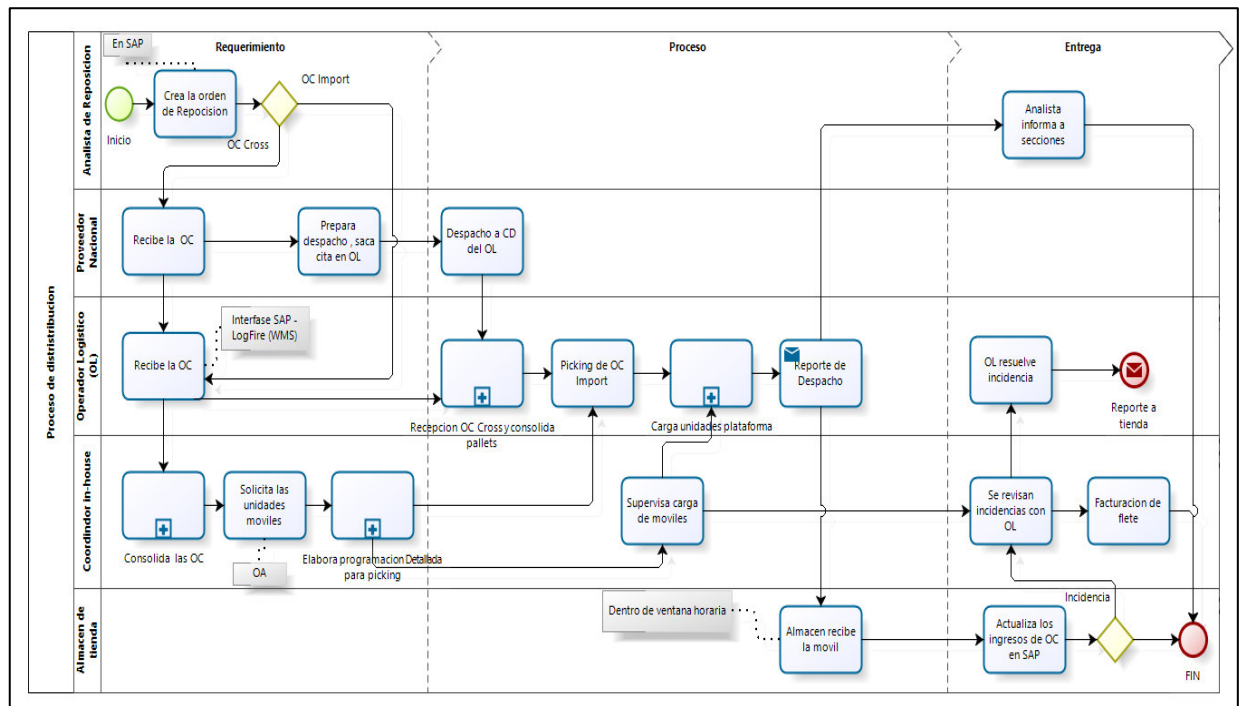 Requerimiento
Proceso
Entrega
Proceso de distristribucion
Analista de Reposicion
En SAP
Inicio
Crea la orden
de Repocision
OC Import
OC Cross
Analista
informa a
secciones
Proveedor
Nacional
Recibe la OC
Prepara
despacho , saca
cita en OL
Despacho a CD
del OL
Operador Logistico
(OL)
Recibe la OC
Interfase SAP -
LogFire (WMS)
Recepcion OC Cross y consolida
pallets
Picking de OC
Import
Carga unidades plataforma
Reporte de
Despacho
OL resuelve
incidencia
Reporte a
tienda
Coordindor in-house
Consolida las OC
Solicita las
unidades
moviles
OA
Elabora programacion Detallada
para picking
Supervisa carga
de moviles
Se revisan
incidencias con
OL
Facturacion de
flete
Almacen de
tienda
Dentro de ventana horaria
Almacen recibe
la movil
Actualiza los
ingresos de OC
en SAP
Incidencia
FIN